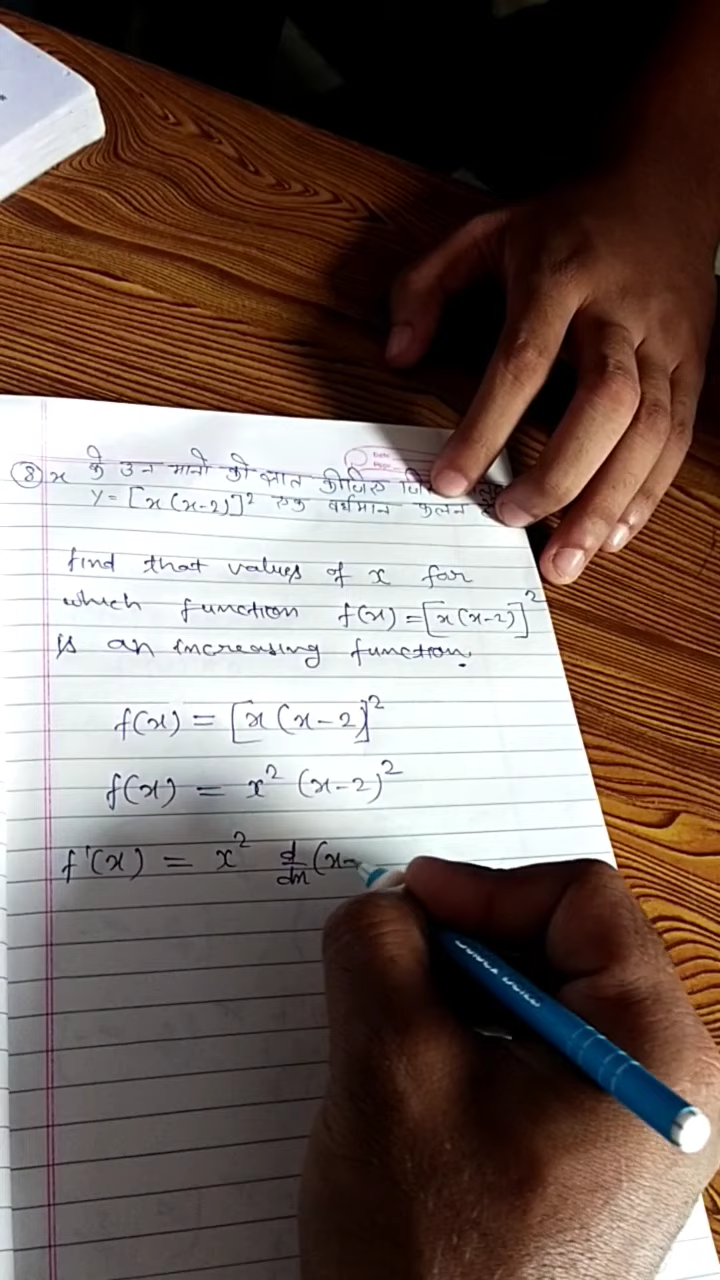 ⑧ x के उन मानो को ज्ञात कीजिए
y = [x(x-2)]² एक वर्धमान फलन
find that values of x for
which function f(x) = [x(x-2)]²
is an increasing function.
f(x) = [x(x-2)]²
f(x) = x² (x-2)²
f'(x) = x² d/dx (x-